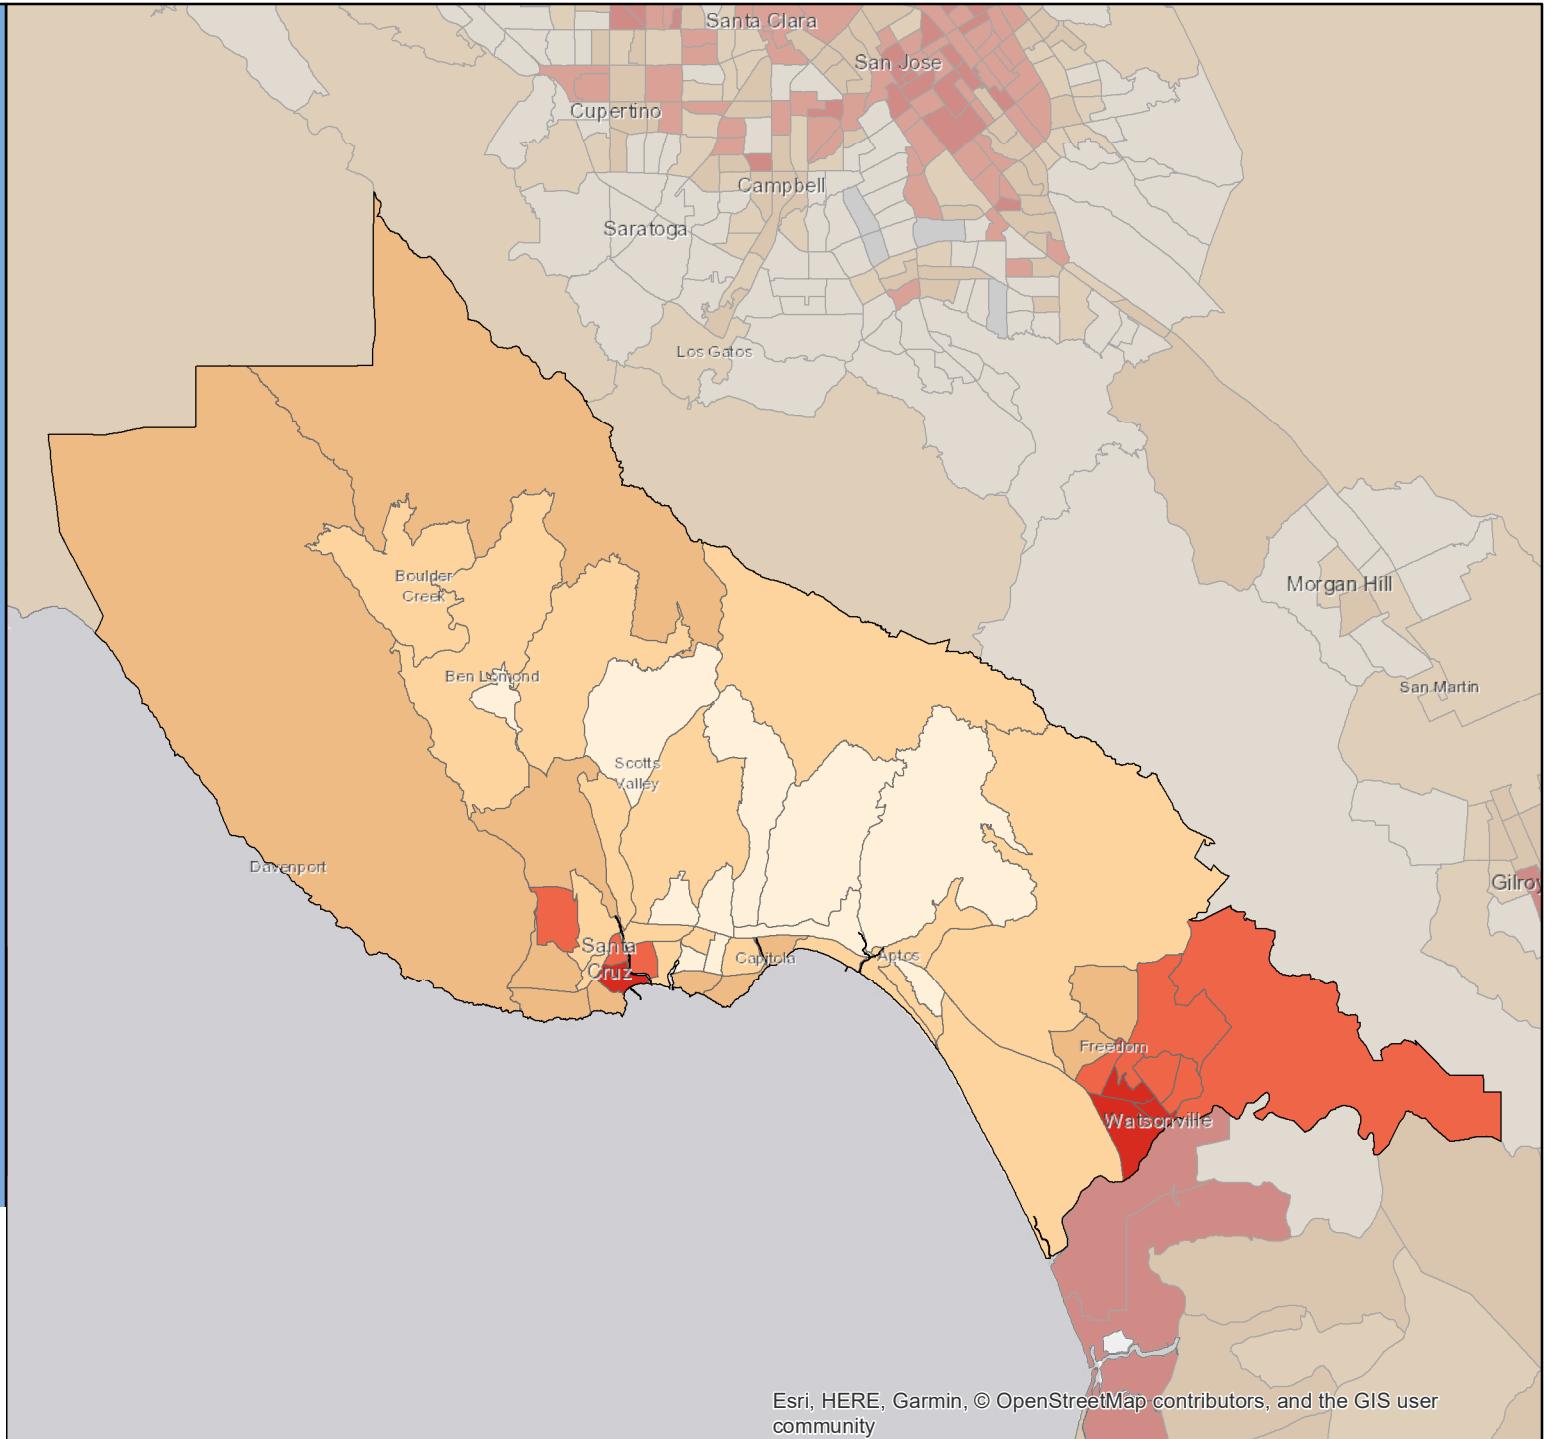 Santa Clara
San Jose
Cupertino
Campbell
Saratoga
Los Gatos
Boulder
Creek
Morgan Hill
Ben Lomond
San Martin
Scotts
Valley
Davenport
Gilroy
Santa
Cruz
Capitola
Aptos
Freedom
Watsonville
Esri, HERE, Garmin, © OpenStreetMap contributors, and the GIS user
community